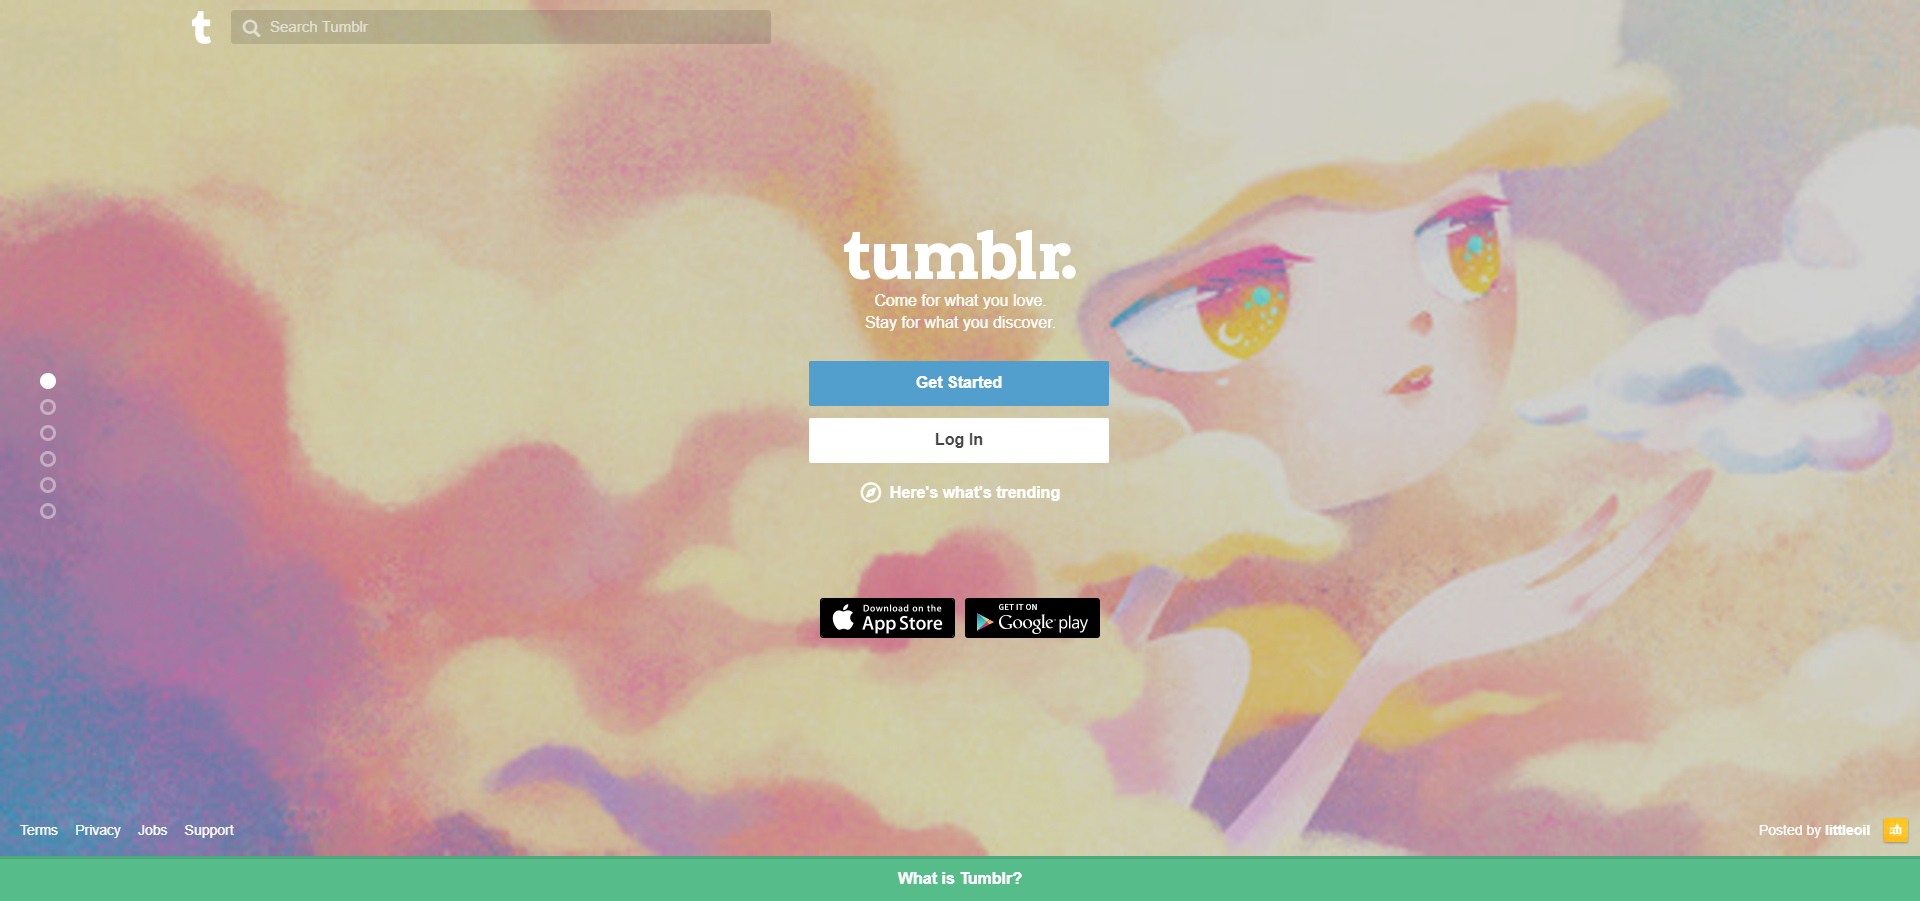 t
Search Tumblr
tumblr.
Come for what you love.
Stay for what you discover.
Get Started
Log In
Here's what's trending
Download on the
App Store
GET IT ON
Google play
Terms Privacy Jobs Support
Posted by littleoil
What is Tumblr?